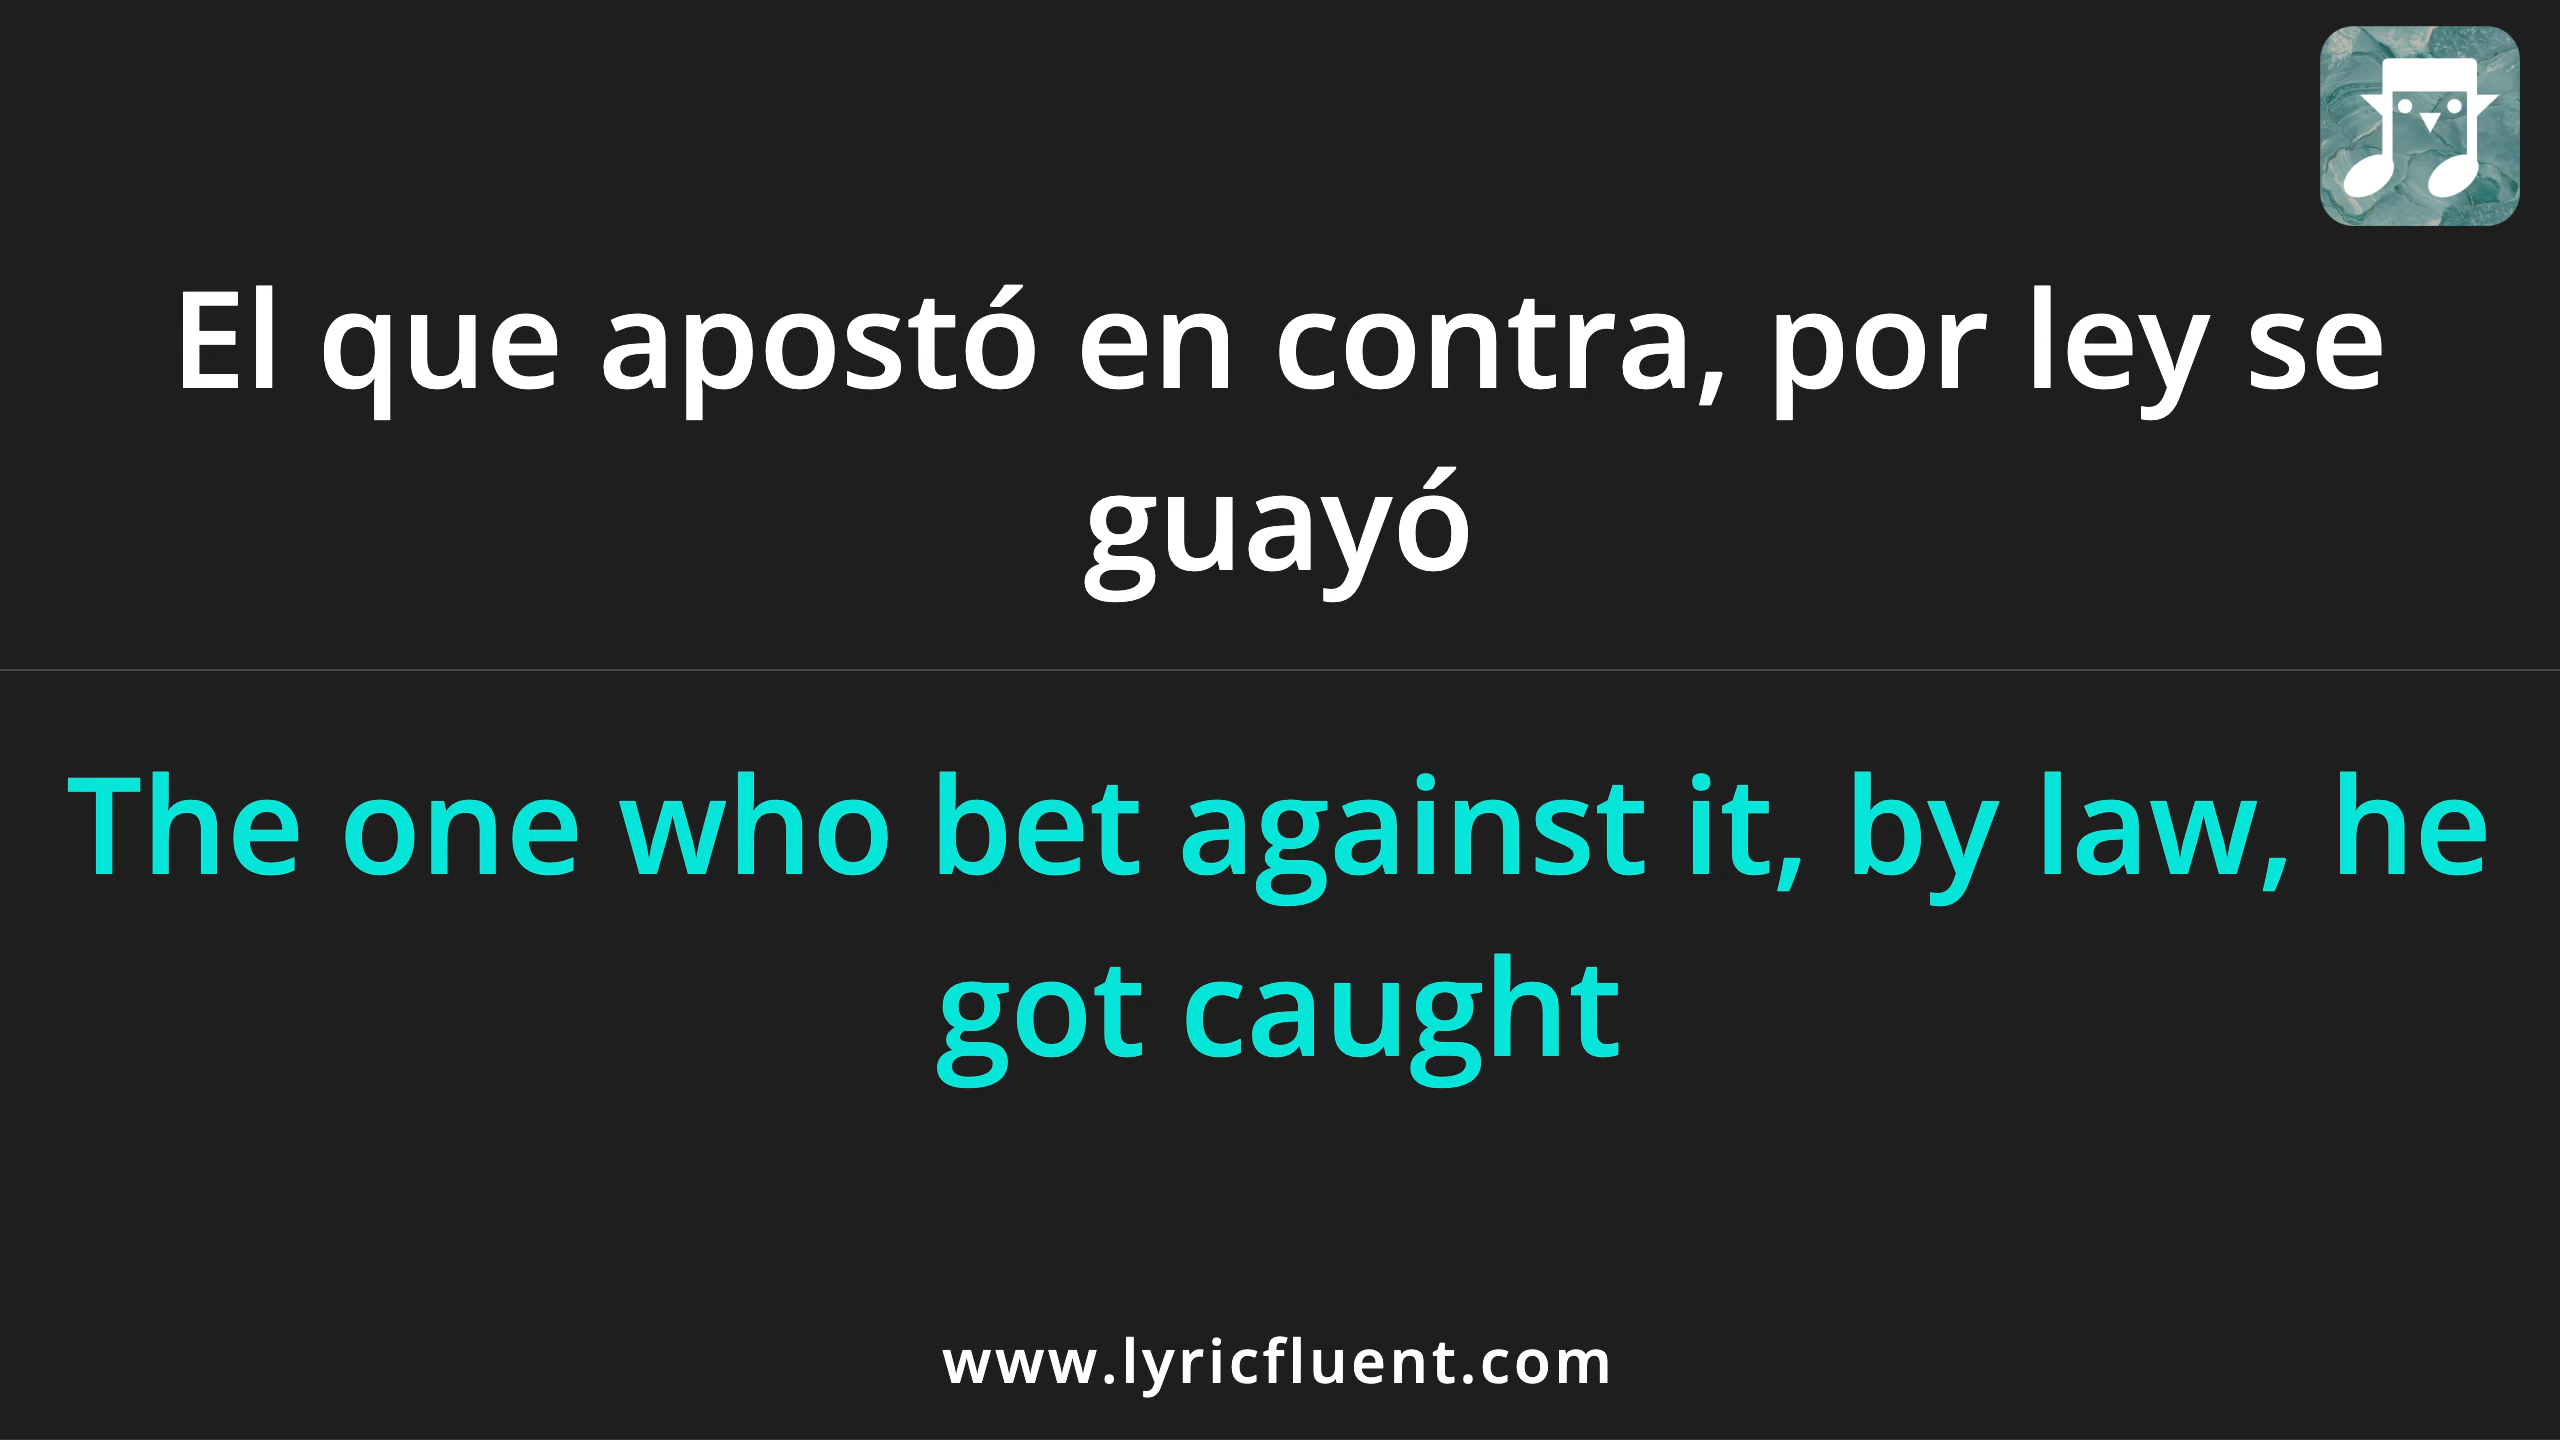 El que apostó en contra, por ley se
guayó
The one who bet against it, by law, he
got caught
www.lyricfluent.com